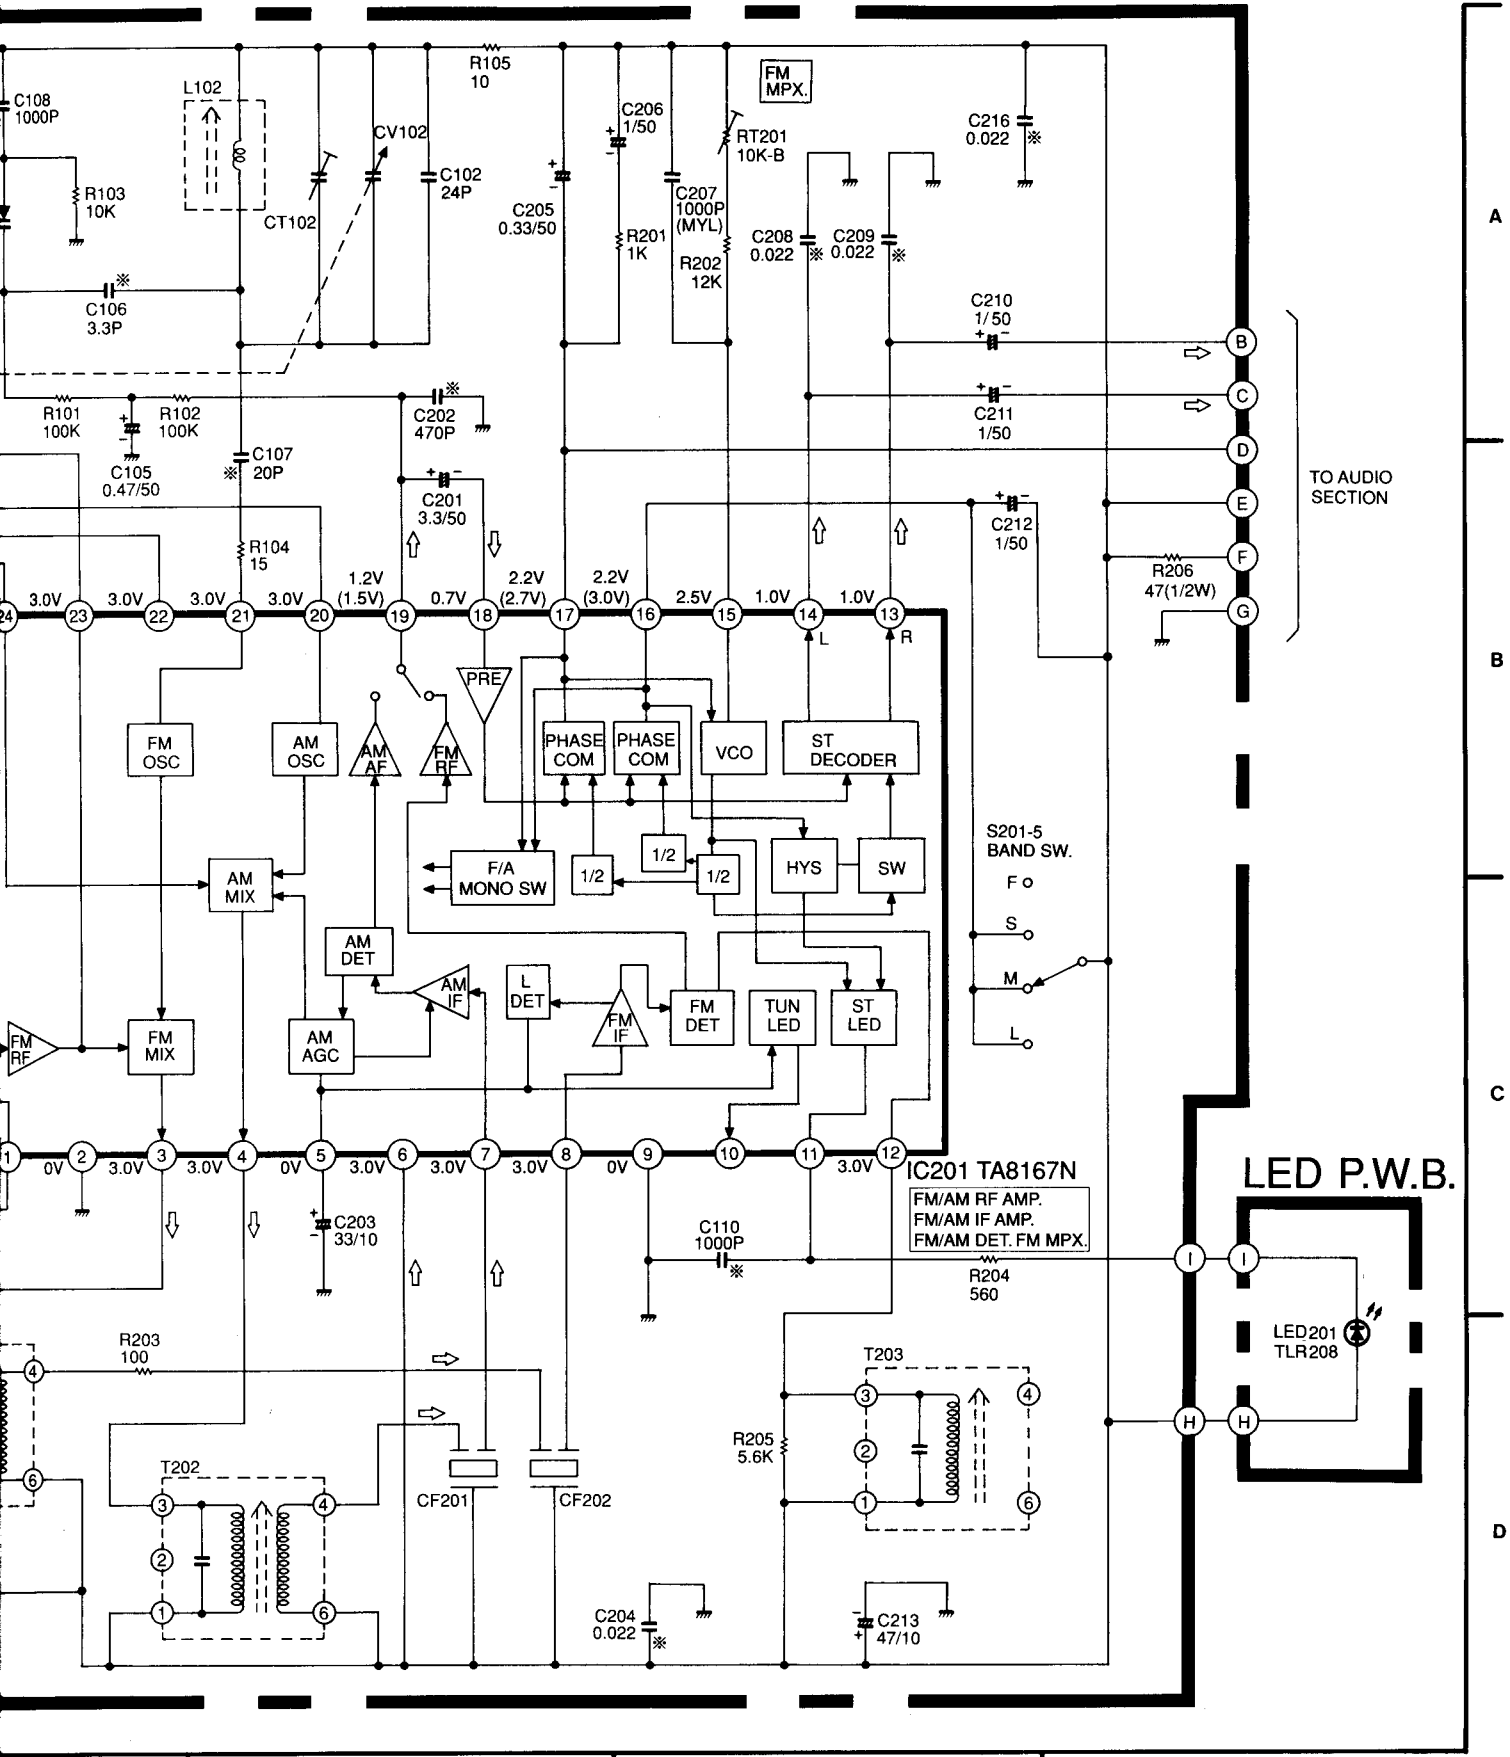 R105
10
FM
MPX.
L102
C108
1000P
C206
1/50
C216
0.022 ※
CV102
RT201
10K-B
R103
10K
C102
24P
C207
1000P
(MYL)
C205
0.33/50
CT102
R201
1K
C208
0.022 ※
C209
0.022 ※
R202
12K
A
※
C106
3.3P
C210
1/50
B
R101
100K
R102
100K
※
C202
470P
C211
1/50
C
C107
※ 20P
C105
0.47/50
C201
3.3/50
D
TO AUDIO
SECTION
E
C212
1/50
R104
15
F
R206
47(1/2W)
G
3.0V 3.0V 3.0V 3.0V 1.2V (1.5V) 0.7V 2.2V (2.7V) 2.2V (3.0V) 2.5V 1.0V 1.0V
24 23 22 21 20 19 18 17 16 15 14 13
L
R
B
PRE
FM
OSC
AM
OSC
AM
AF
FM
RF
PHASE
COM
PHASE
COM
VCO
ST
DECODER
S201-5
BAND SW.
AM
MIX
F/A
MONO SW
1/2
1/2
1/2
HYS
SW
F
S
M
L
AM
DET
AM
IF
L
DET
FM
IF
FM
DET
TUN
LED
ST
LED
FM
RF
FM
MIX
AM
AGC
C
1 2 3 4 5 6 7 8 9 10 11 12
0V 3.0V 3.0V 0V 3.0V 3.0V 3.0V 0V 3.0V
IC201 TA8167N
FM/AM RF AMP.
FM/AM IF AMP.
FM/AM DET. FM MPX.
LED P.W.B.
C203
33/10
C110
1000P
※
R204
560
I
I
LED201
TLR208
R203
100
4
6
T203
3
2
1
4
6
R205
5.6K
H
H
T202
3
2
1
4
6
CF201
CF202
D
C204
0.022
※
C213
47/10